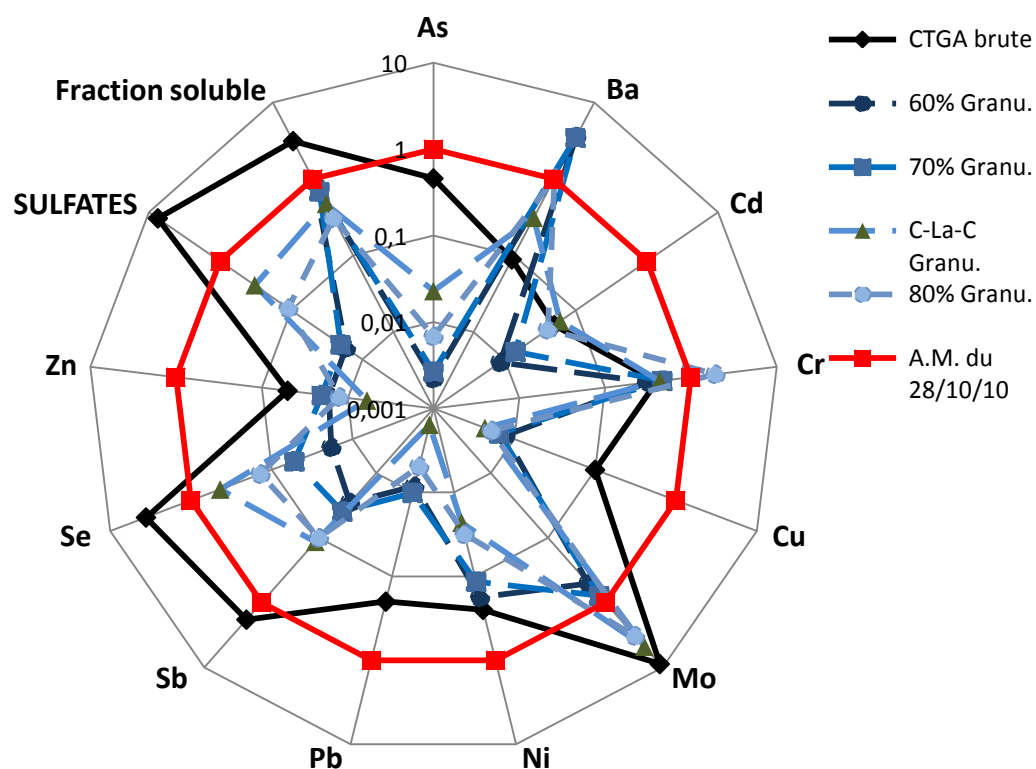 As
10
Fraction soluble
Ba
1
SULFATES
Cd
0,1
0,01
Zn
Cr
0,001
Se
Cu
Sb
Mo
Pb
Ni
CTGA brute
60% Granu.
70% Granu.
C-La-C
Granu.
80% Granu.
A.M. du
28/10/10